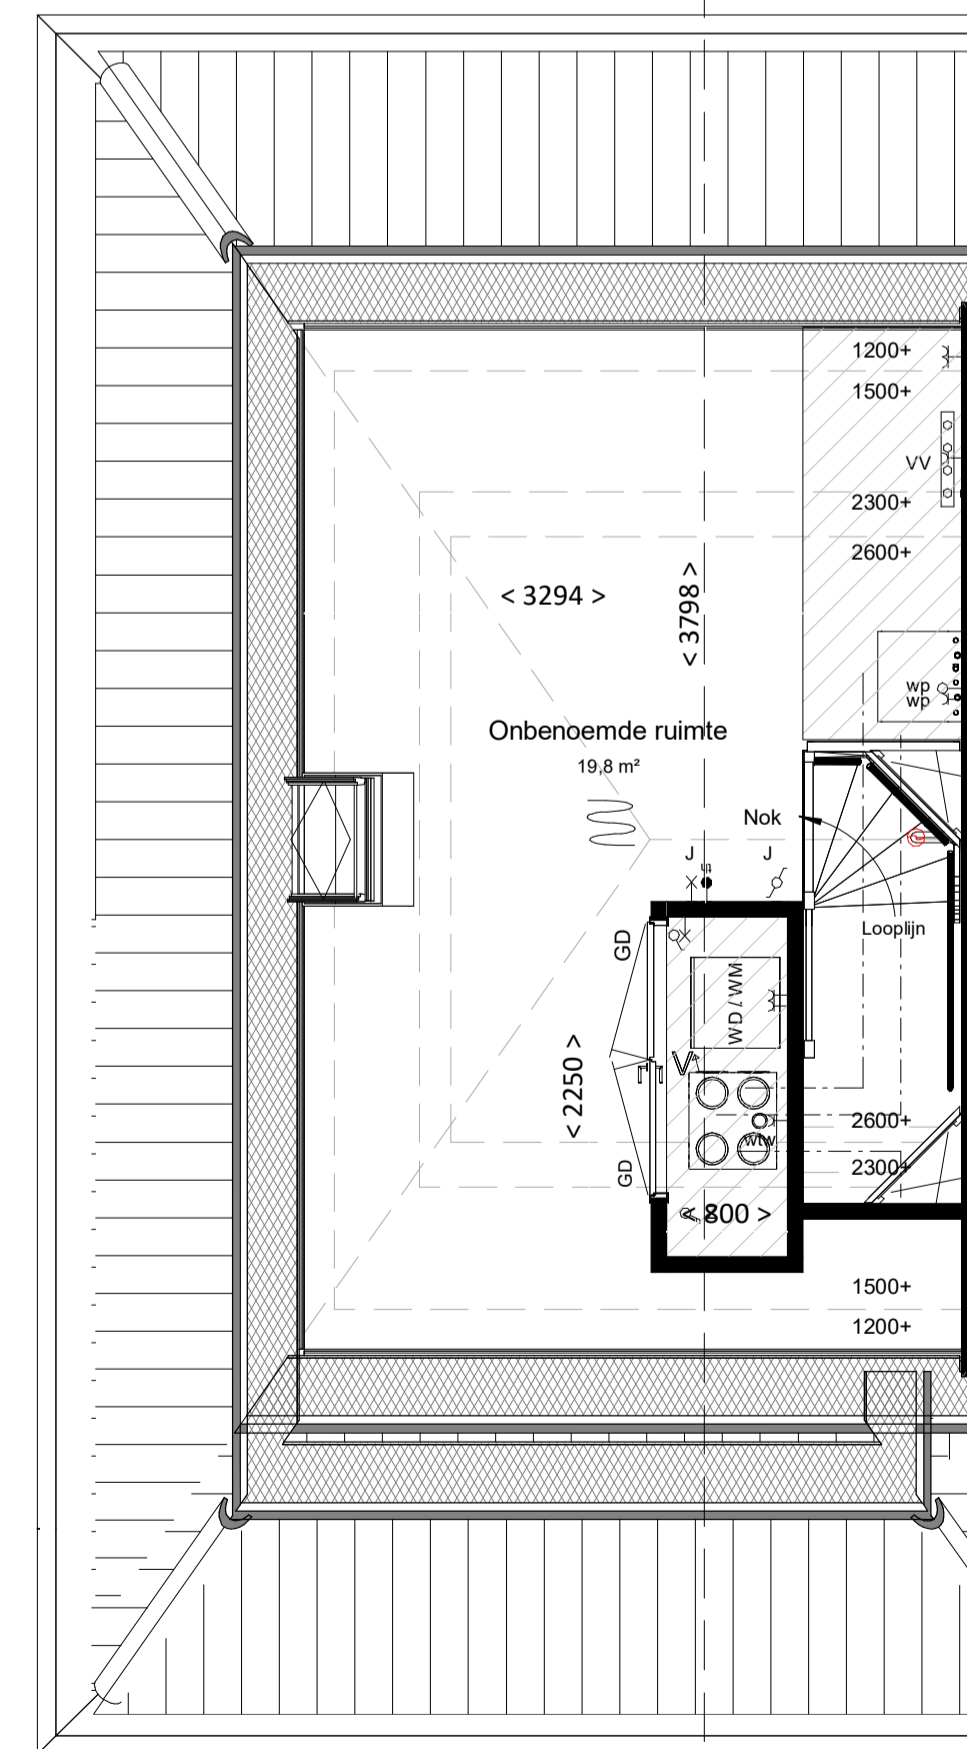 1200+
1500+
VV
2300+
2600+
< 3294 >
< 3798 >
wp
wp
Onbenoemde ruimte
19,8 m²
Nok
J
J
Looplijn
GD
WD / WM
V
< 2250 >
2600+
wtw
2300+
GD
< 800 >
1500+
1200+